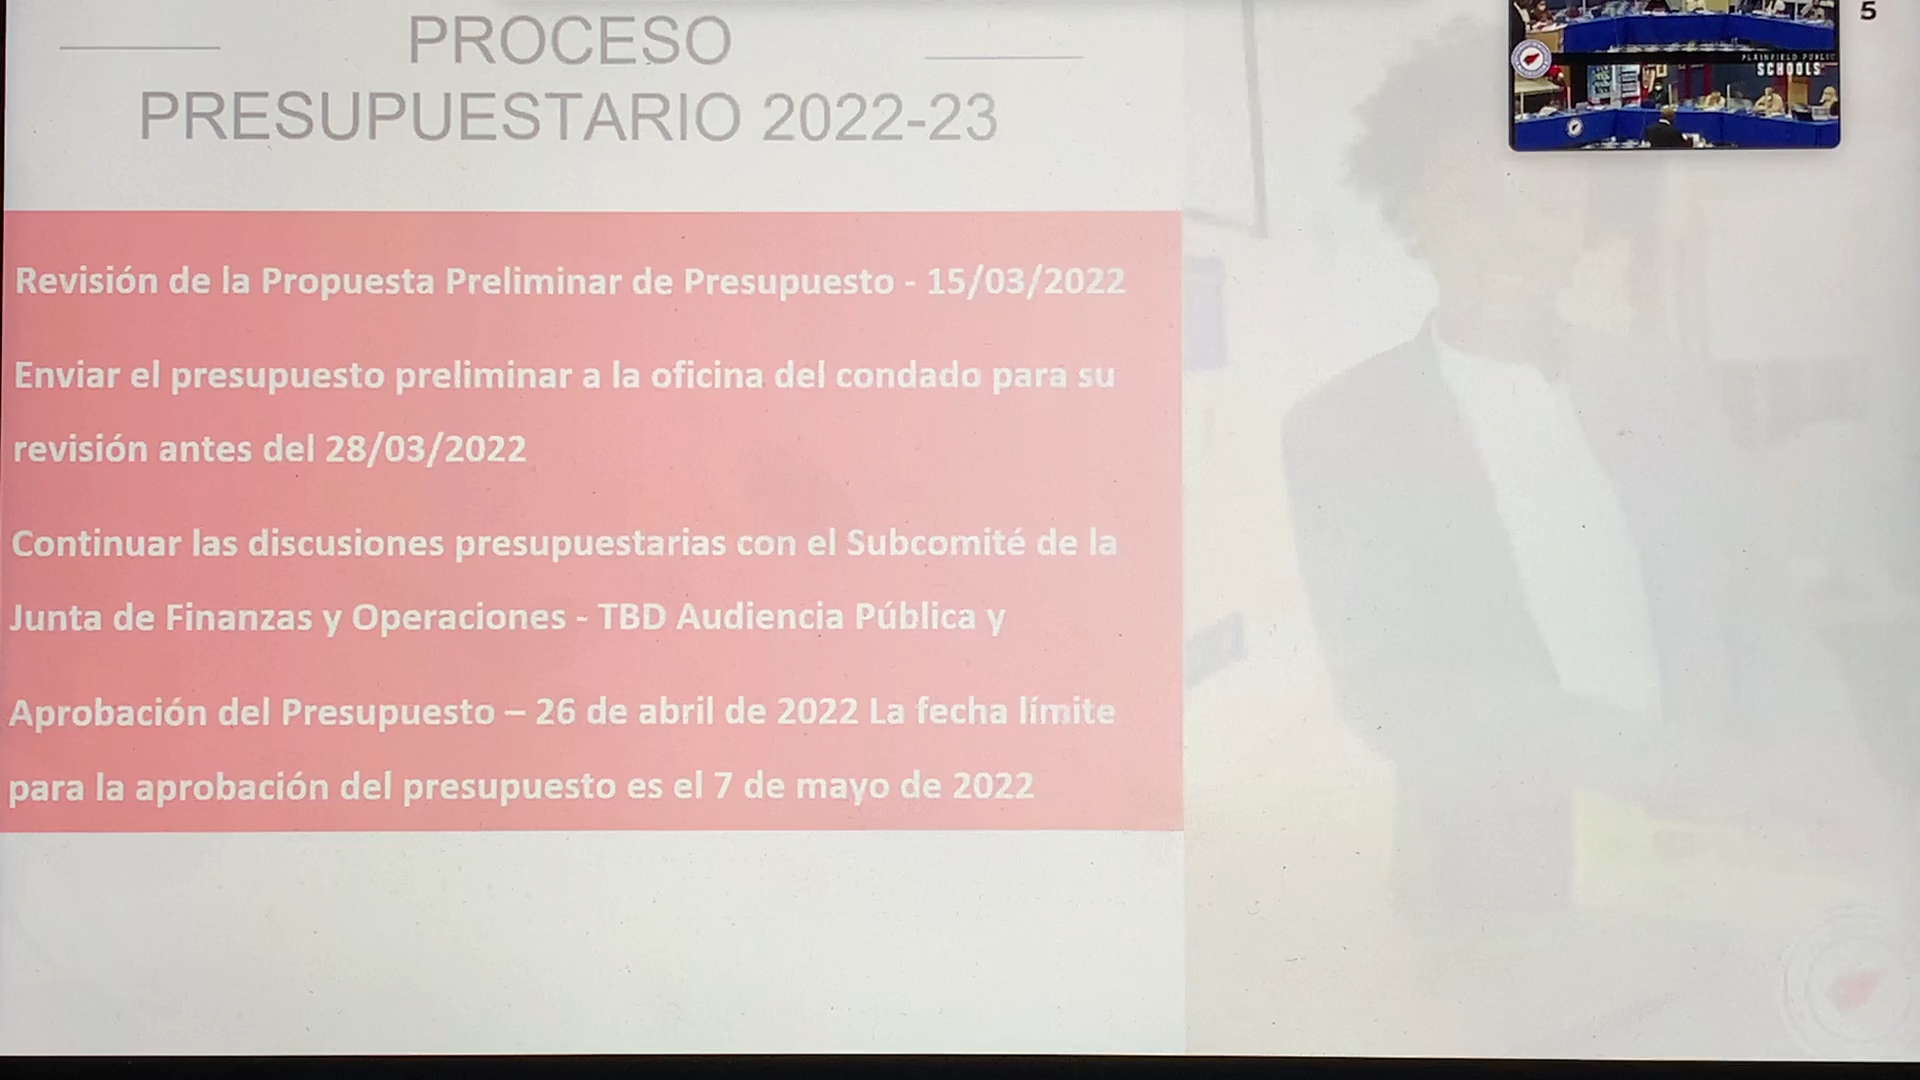 PROCESO
PRESUPUESTARIO 2022-23
5
PLAINFIELD PUBLIC
SCHOOLS
Revisión de la Propuesta Preliminar de Presupuesto - 15/03/2022
Enviar el presupuesto preliminar a la oficina del condado para su
revisión antes del 28/03/2022
Continuar las discusiones presupuestarias con el Subcomité de la
Junta de Finanzas y Operaciones - TBD Audiencia Pública y
Aprobación del Presupuesto – 26 de abril de 2022 La fecha límite
para la aprobación del presupuesto es el 7 de mayo de 2022